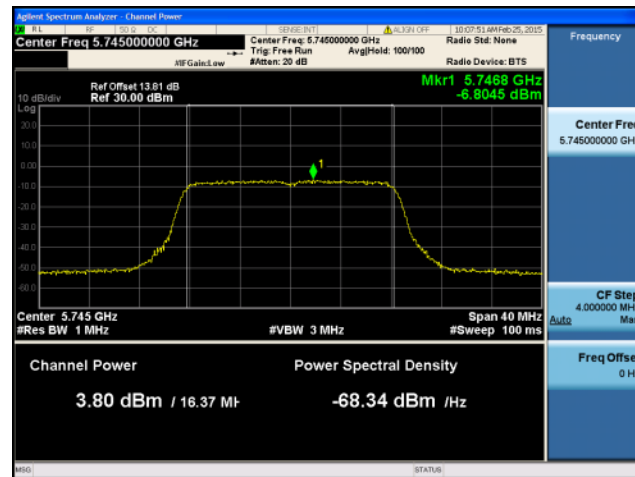 Agilent Spectrum Analyzer - Channel Power
RL RF 50 Ω DC SENSE:INT ALIGN OFF 10:07:51 AM Feb 25, 2015
Center Freq 5.745000000 GHz
Center Freq: 5.745000000 GHz
Radio Std: None
Trig: Free Run Avg|Hold: 100/100
#IFGain:Low #Atten: 20 dB Radio Device: BTS
Ref Offset 13.81 dB
Mkr1 5.7468 GHz
10 dB/div Ref 30.00 dBm -6.8045 dBm
Log
20.0
10.0
0.00
-10.0
-20.0
-30.0
-40.0
-50.0
-60.0
1
Center 5.745 GHz Span 40 MHz
#Res BW 1 MHz #VBW 3 MHz #Sweep 100 ms
Channel Power Power Spectral Density
3.80 dBm / 16.37 MH -68.34 dBm /Hz
MSG STATUS
Frequency
Center Fre
5.745000000 GH
CF Step
4.000000 MH
Auto Ma
Freq Offse
0 H